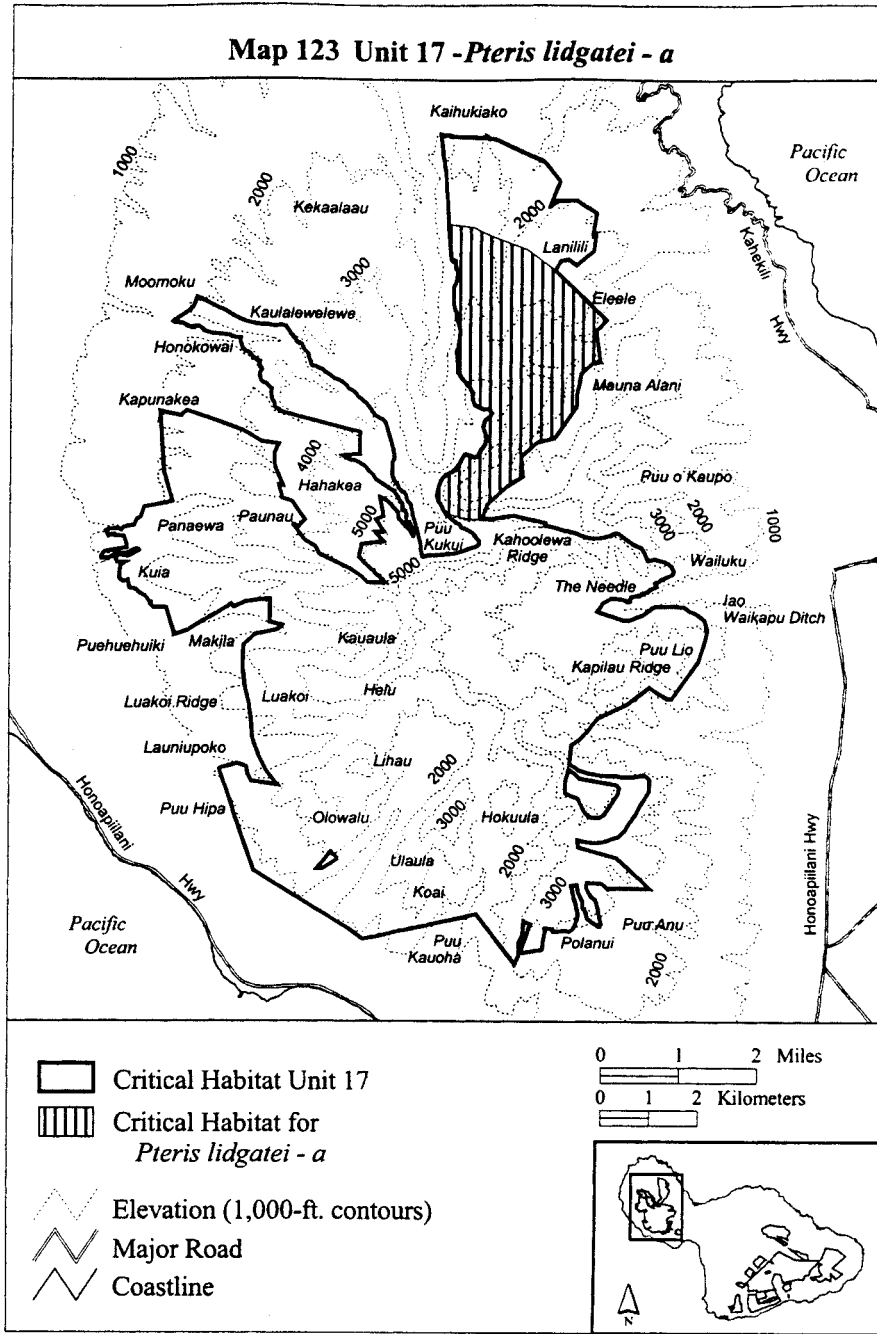 Map 123 Unit 17 - Pteris lidgatei - a
Kaihukiako
Pacific
Ocean
1000
2000
Kekaalaau
2000
Lanilili
Kahekili
Hwy
3000
Moomoku
Kaulalewelewe
Eleele
Honokowai
Kapunakea
Mauna Alani
4000
Hahakea
Puu o Kaupo
Panaewa
Paunau
5000
Puu
Kukui
Kahoolewa
Ridge
3000
2000
1000
Wailuku
Kuia
5000
The Needle
Iao
Waikapu Ditch
Puehuehuiki
Makila
Kauaula
Puu Lio
Kapilau Ridge
Luakoi Ridge
Luakoi
Helu
Launiupoko
Lihau
2000
Puu Hipa
Olowalu
3000
Hokuula
Honoapiilani
Hwy
Ulaula
2000
Koai
3000
Honoapiilani Hwy
Pacific
Ocean
Puu
Kauoha
Polanui
Puu Anu
2000
Critical Habitat Unit 17
Critical Habitat for
Pteris lidgatei - a
Elevation (1,000-ft. contours)
Major Road
Coastline
0 1 2 Miles
0 1 2 Kilometers
N